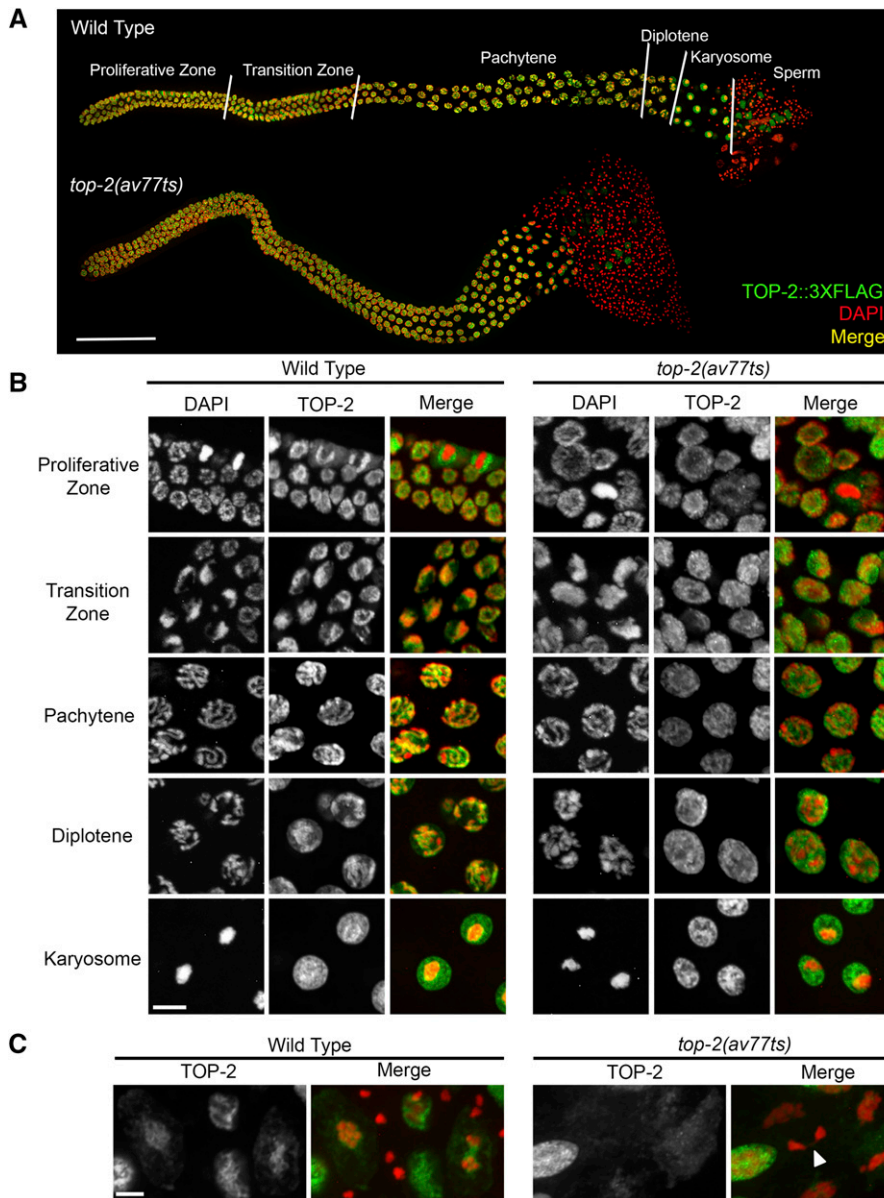 A
Wild Type
Diplotene
Karyosome
Pachytene
Sperm
Proliferative Zone
Transition Zone
top-2(av77ts)
TOP-2::3XFLAG
DAPI
Merge
B
Wild Type
top-2(av77ts)
DAPI
TOP-2
Merge
DAPI
TOP-2
Merge
Proliferative
Zone
Transition
Zone
Pachytene
Diplotene
Karyosome
C
Wild Type
top-2(av77ts)
TOP-2
Merge
TOP-2
Merge